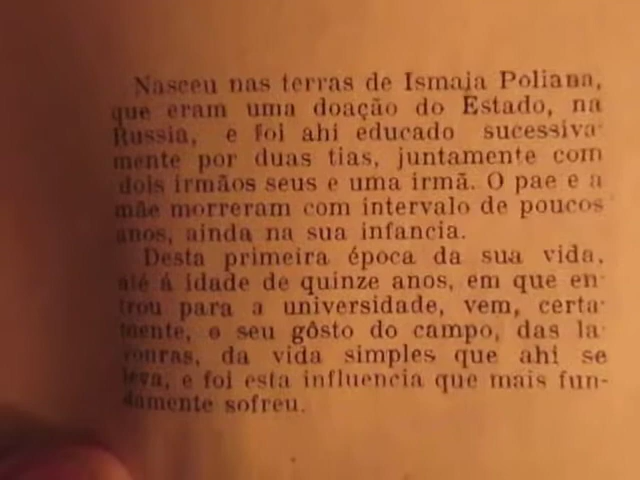 Nasceu nas terras de Ismaia Poliana,
que eram uma doação do Estado, na
Russia, e foi ahi educado sucessiva-
mente por duas tias, juntamente com
dois irmãos seus e uma irmã. O pae e a
mãe morreram com intervalo de poucos
anos, ainda na sua infancia.
Desta primeira época da sua vida,
até á idade de quinze anos, em que en-
trou para a universidade, vem, certa-
mente, o seu gôsto do campo, das la-
vouras, da vida simples que ahi se
leva, e foi esta influencia que mais fun-
damente sofreu.